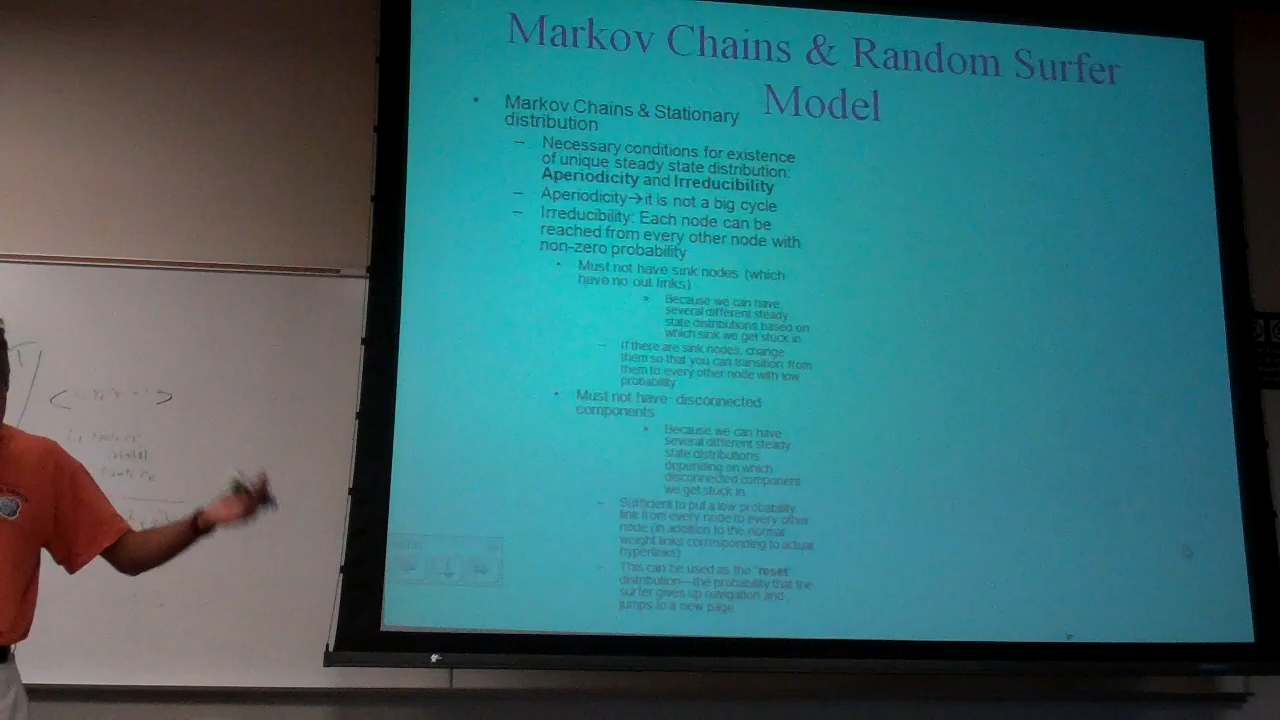 Markov Chains & Random Surfer
Model
• Markov Chains & Stationary
distribution
– Necessary conditions for existence
of unique steady state distribution:
Aperiodicity and Irreducibility
– Aperiodicity→it is not a big cycle
– Irreducibility: Each node can be
reached from every other node with
non-zero probability
• Must not have sink nodes (which
have no out links)
» Because we can have
several different steady
state distributions based on
which sink we get stuck in
– If there are sink nodes, change
them so that you can transition from
them to every other node with low
probability
• Must not have disconnected
components
» Because we can have
several different steady
state distributions
depending on which
disconnected component
we get stuck in
– Sufficient to put a low probability
link from every node to every other
node (in addition to the normal
weight links corresponding to actual
hyperlinks)
– This can be used as the "reset"
distribution—the probability that the
surfer gives up navigation and
jumps to a new page